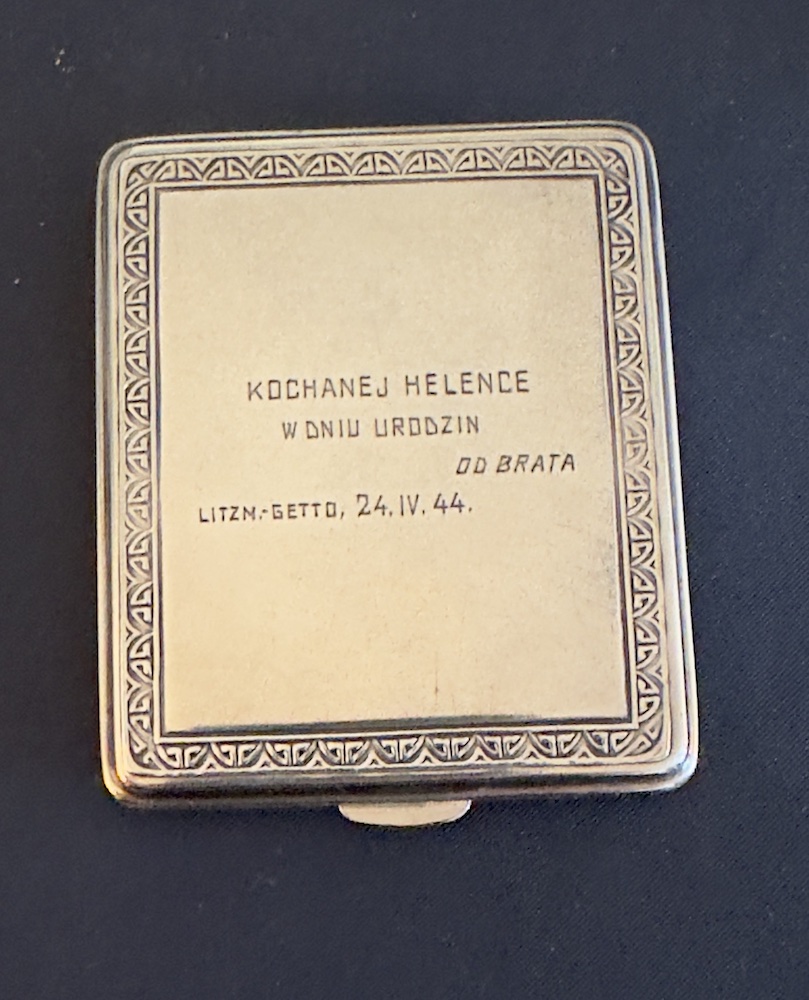 KOCHANEJ HELENCE
W DNIU URODZIN
OD BRATA
LITZM.-GETTO, 24.IV.44.